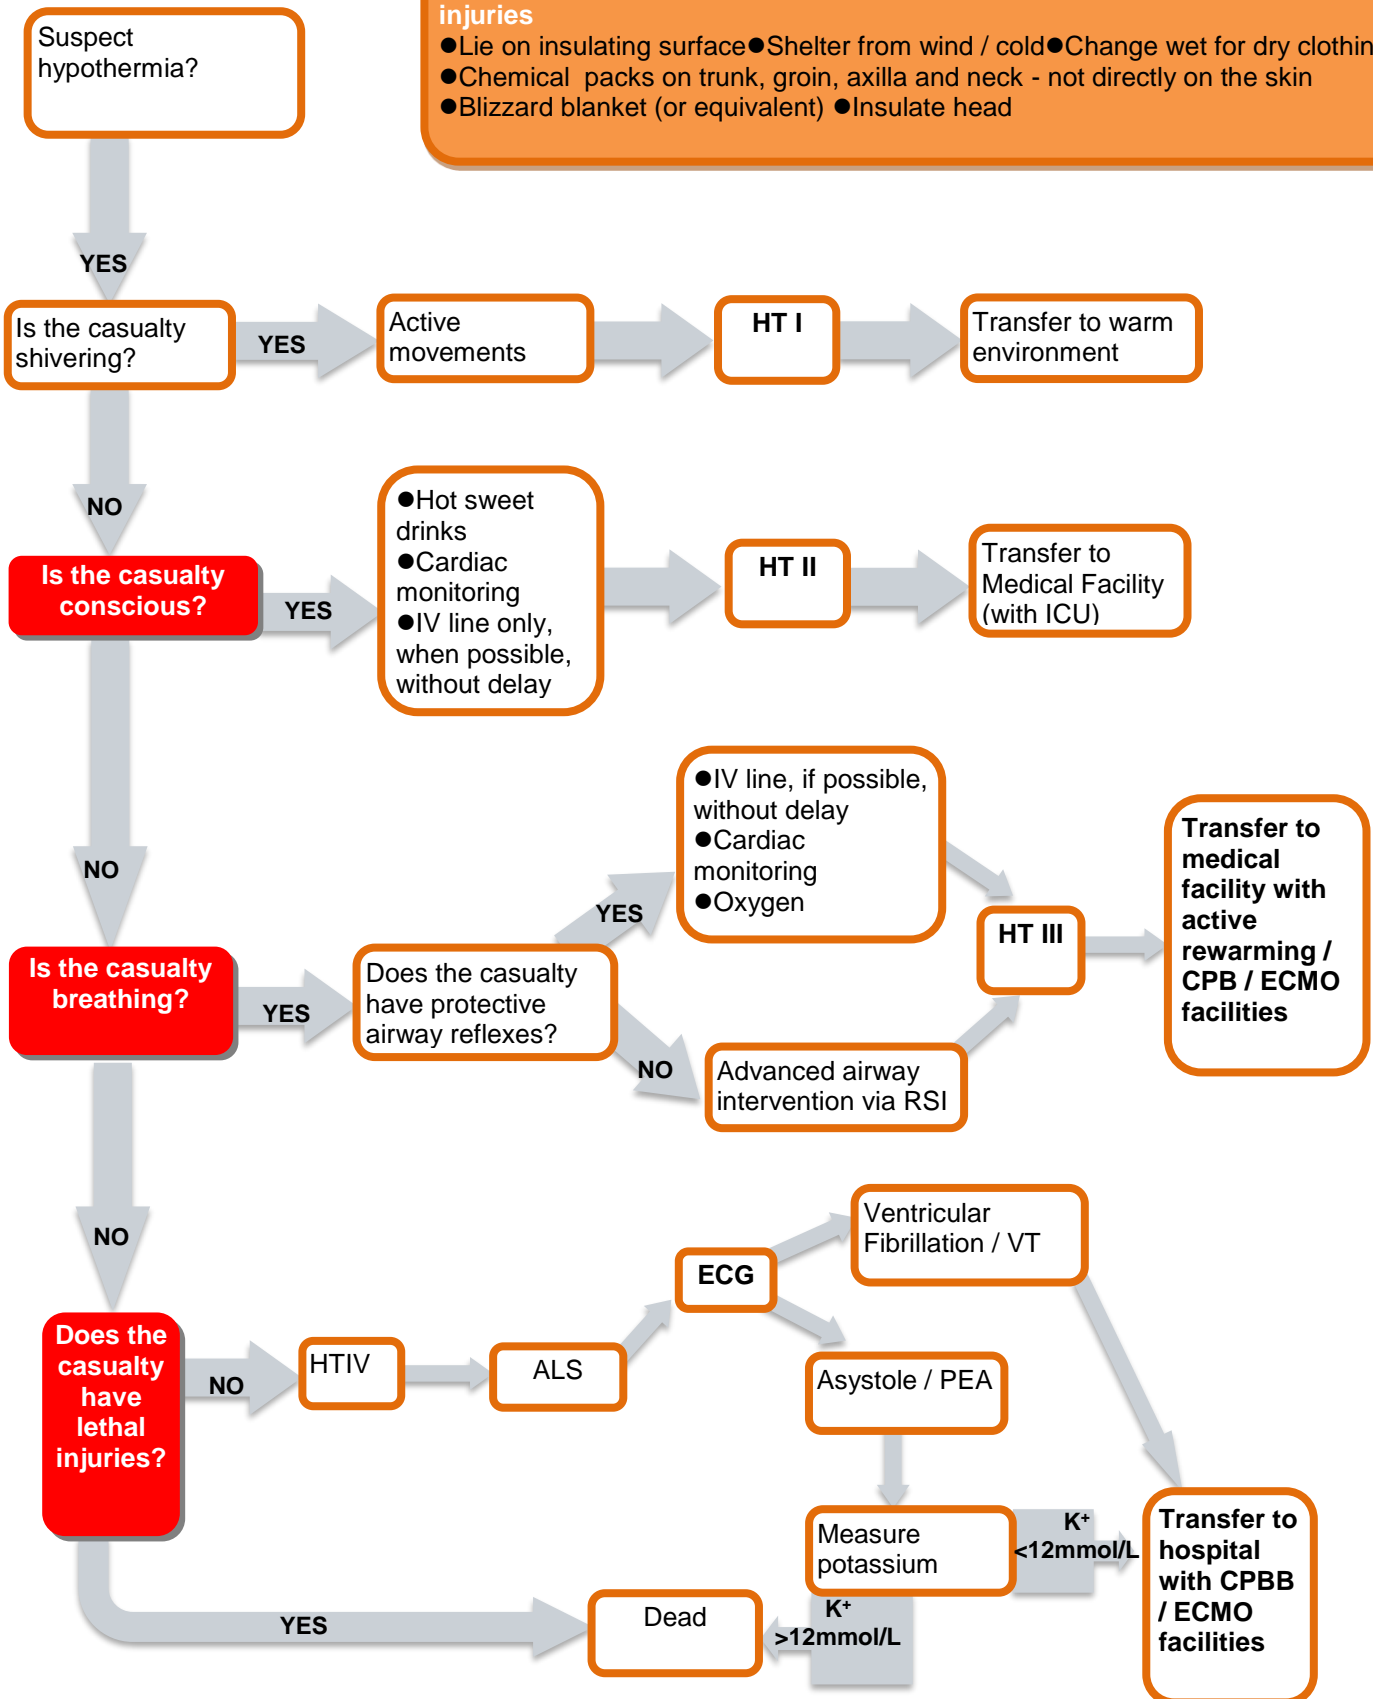 injuries
●Lie on insulating surface●Shelter from wind / cold●Change wet for dry clothin
●Chemical packs on trunk, groin, axilla and neck - not directly on the skin
●Blizzard blanket (or equivalent) ●Insulate head
Suspect
hypothermia?
YES
Is the casualty
shivering?
YES
Active
movements
HT I
Transfer to warm
environment
NO
Is the casualty
conscious?
YES
●Hot sweet
drinks
●Cardiac
monitoring
●IV line only,
when possible,
without delay
HT II
Transfer to
Medical Facility
(with ICU)
NO
Is the casualty
breathing?
YES
Does the casualty
have protective
airway reflexes?
YES
●IV line, if possible,
without delay
●Cardiac
monitoring
●Oxygen
NO
Advanced airway
intervention via RSI
HT III
Transfer to
medical
facility with
active
rewarming /
CPB / ECMO
facilities
NO
Does the
casualty
have
lethal
injuries?
NO
HTIV
ALS
ECG
Ventricular
Fibrillation / VT
Asystole / PEA
Measure
potassium
K⁺
<12mmol/L
Transfer to
hospital
with CPBB
/ ECMO
facilities
K⁺
>12mmol/L
Dead
YES